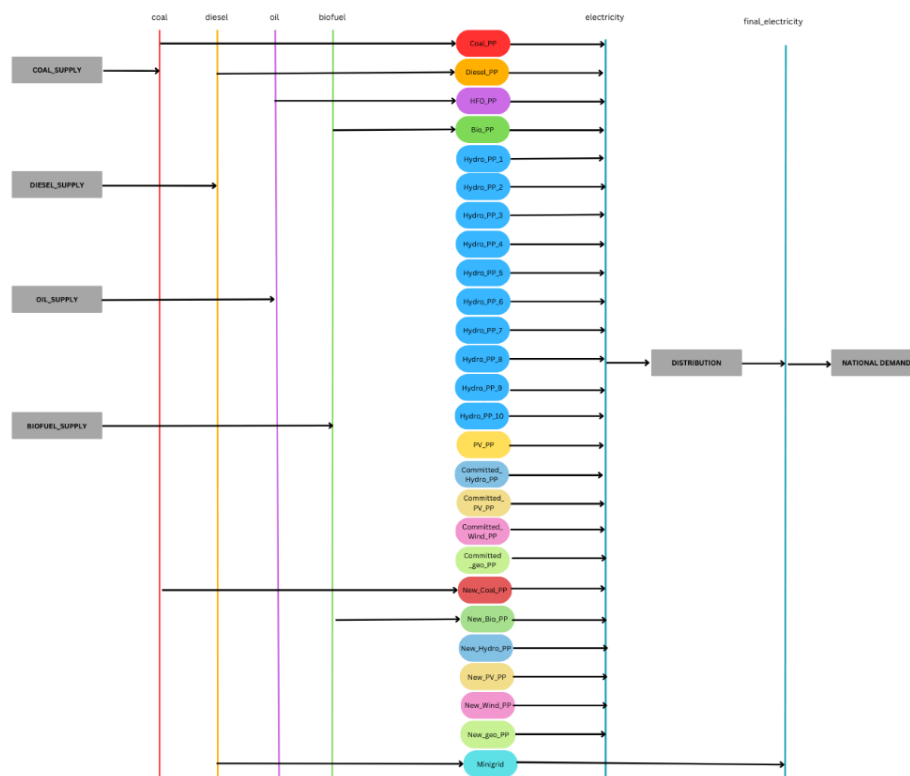 coal
diesel
oil
biofuel
electricity
final_electricity
Coal_PP
COAL_SUPPLY
Diesel_PP
HFO_PP
Bio_PP
Hydro_PP_1
DIESEL_SUPPLY
Hydro_PP_2
Hydro_PP_3
Hydro_PP_4
Hydro_PP_5
OIL_SUPPLY
Hydro_PP_6
Hydro_PP_7
Hydro_PP_8
DISTRIBUTION
NATIONAL DEMAND
Hydro_PP_9
Hydro_PP_10
BIOFUEL_SUPPLY
PV_PP
Committed_
Hydro_PP
Committed_
PV_PP
Committed_
Wind_PP
Committed
_geo_PP
New_Coal_PP
New_Bio_PP
New_Hydro_PP
New_PV_PP
New_Wind_PP
New_geo_PP
Minigrid